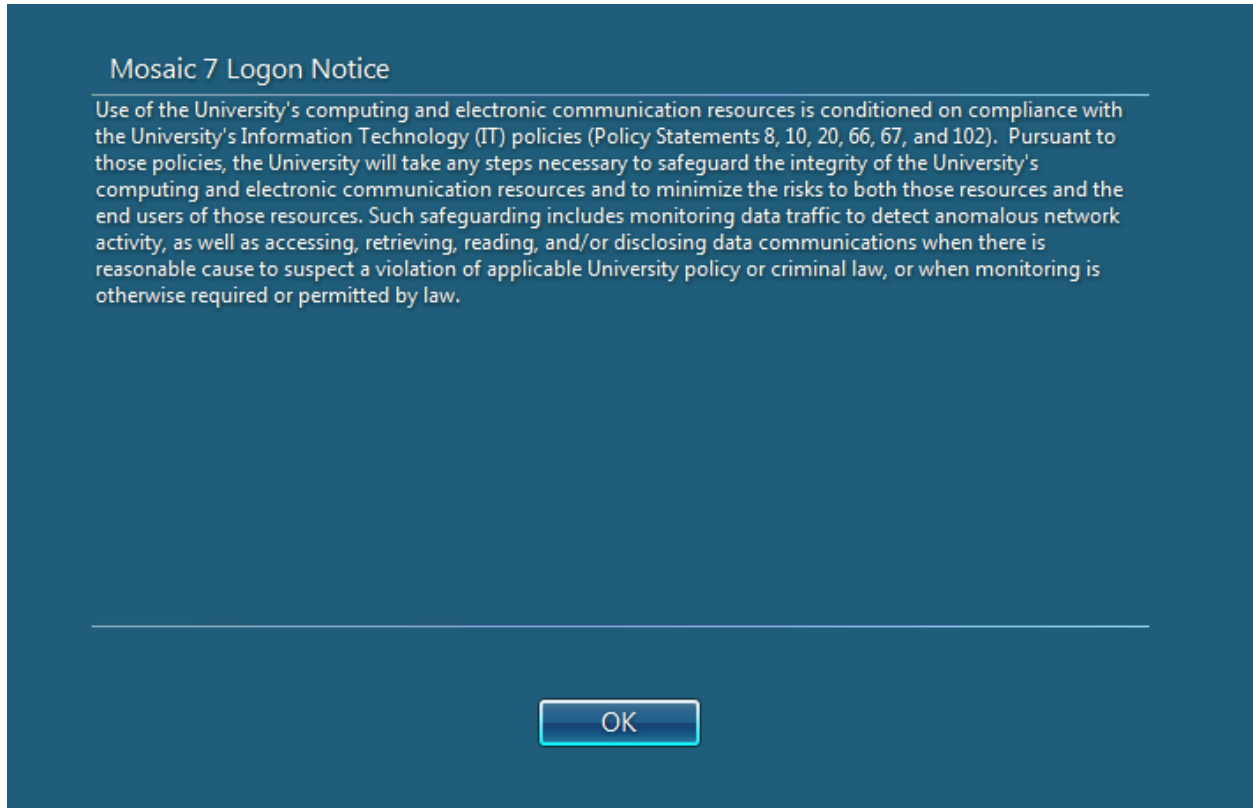 Mosaic 7 Logon Notice
Use of the University's computing and electronic communication resources is conditioned on compliance with
the University's Information Technology (IT) policies (Policy Statements 8, 10, 20, 66, 67, and 102).  Pursuant to
those policies, the University will take any steps necessary to safeguard the integrity of the University's
computing and electronic communication resources and to minimize the risks to both those resources and the
end users of those resources. Such safeguarding includes monitoring data traffic to detect anomalous network
activity, as well as accessing, retrieving, reading, and/or disclosing data communications when there is
reasonable cause to suspect a violation of applicable University policy or criminal law, or when monitoring is
otherwise required or permitted by law.
OK